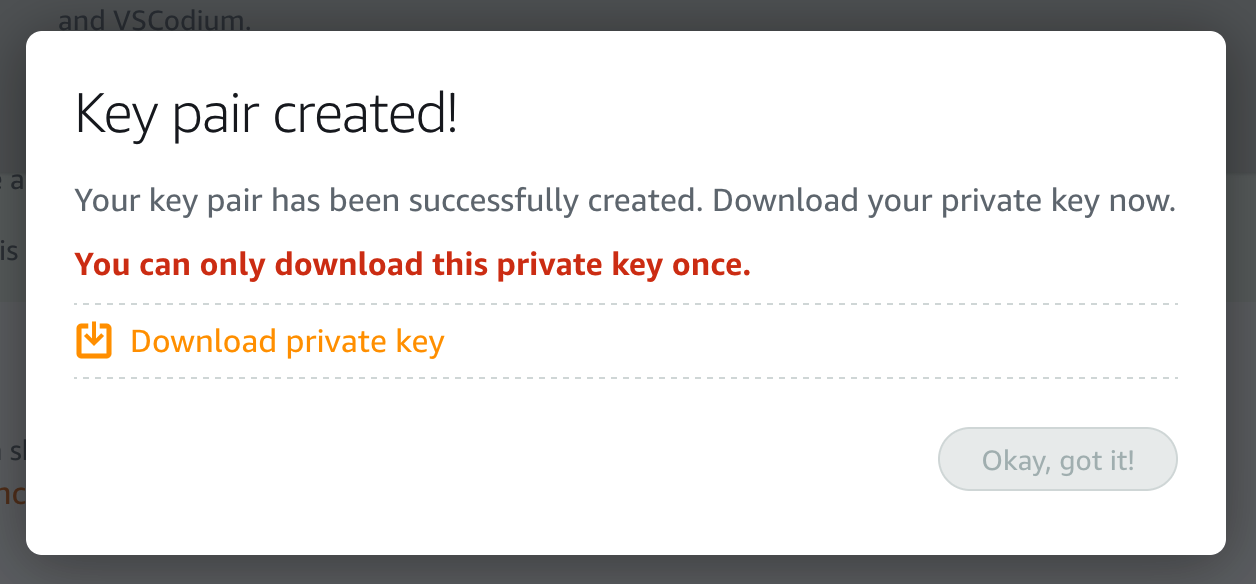 and VSCodium.
Key pair created!
Your key pair has been successfully created. Download your private key now.
You can only download this private key once.
Download private key
Okay, got it!